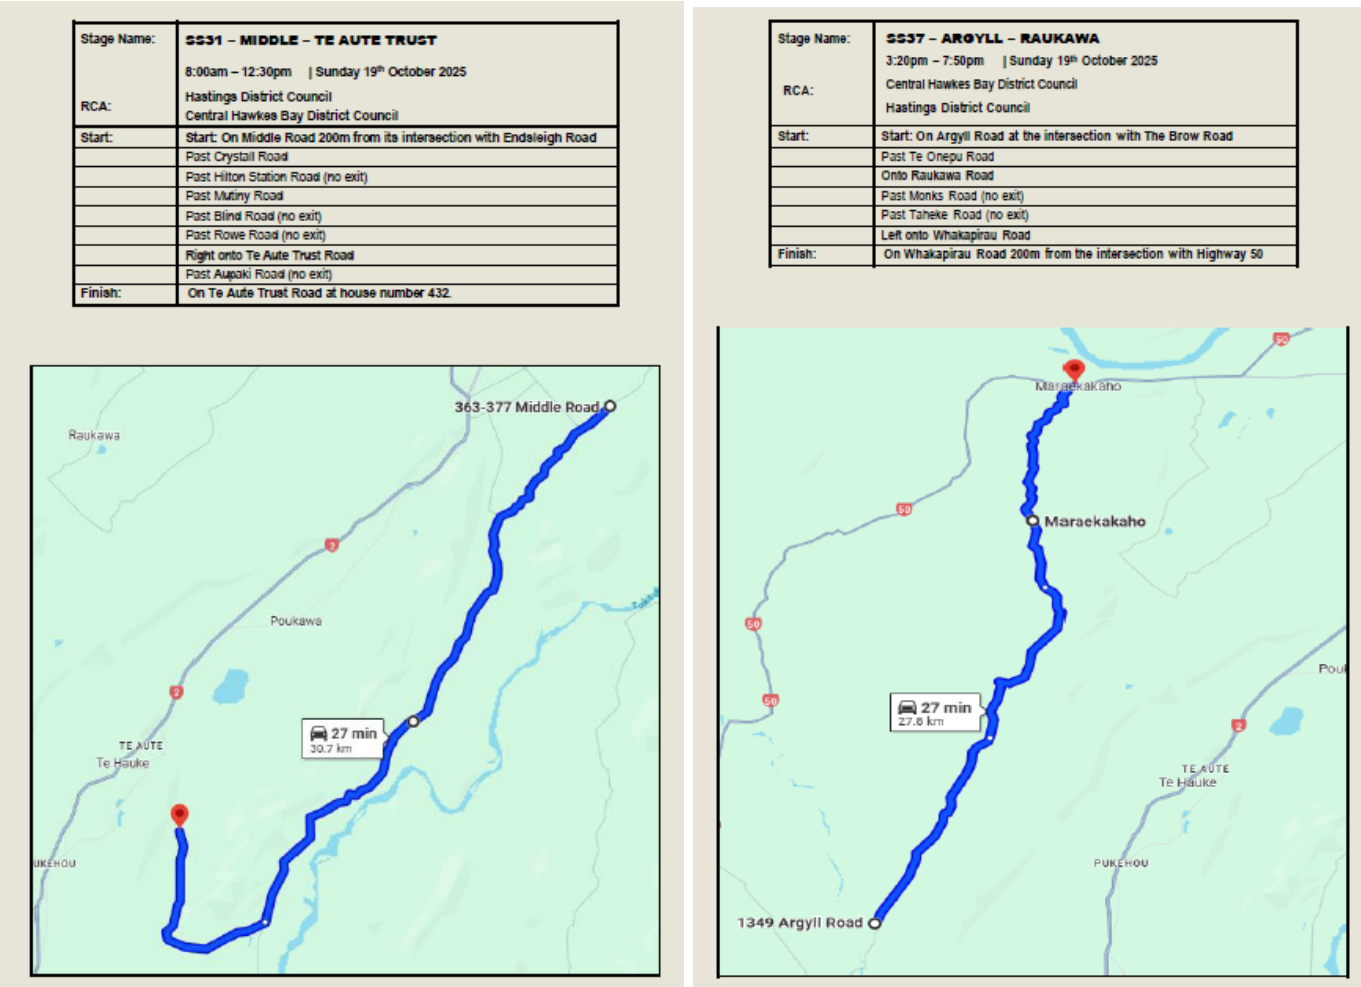 Stage Name: SS31 – MIDDLE – TE AUTE TRUST
8:00am – 12:30pm | Sunday 19th October 2025
RCA: Hastings District Council
Central Hawkes Bay District Council
Start: Start: On Middle Road 200m from its intersection with Endsleigh Road
Past Crystall Road
Past Hilton Station Road (no exit)
Past Mutiny Road
Past Blind Road (no exit)
Past Rowe Road (no exit)
Right onto Te Aute Trust Road
Past Aupaki Road (no exit)
Finish: On Te Aute Trust Road at house number 432.
363-377 Middle Road
Raukawa
2
Poukawa
2
27 min
30.7 km
TE AUTE
Te Hauke
UKEHOU
Stage Name: SS37 – ARGYLL – RAUKAWA
3:20pm – 7:50pm | Sunday 19th October 2025
RCA: Central Hawkes Bay District Council
Hastings District Council
Start: Start: On Argyll Road at the intersection with The Brow Road
Past Te Onepu Road
Onto Raukawa Road
Past Monks Road (no exit)
Past Taheke Road (no exit)
Left onto Whakapirau Road
Finish: On Whakapirau Road 200m from the intersection with Highway 50
50
Maraekakaho
50
Maraekakaho
50
Pou
50
27 min
27.8 km
2
TE AUTE
Te Hauke
PUKEHOU
1349 Argyll Road